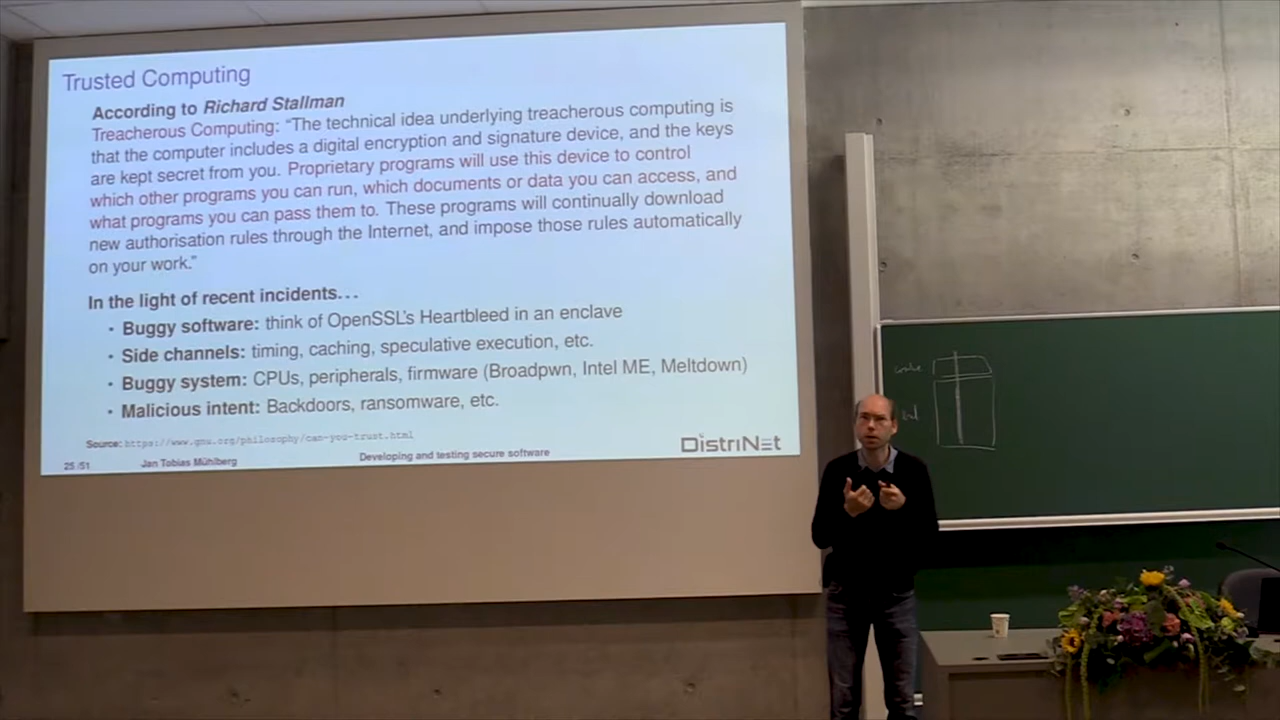 Trusted Computing
According to Richard Stallman
Treacherous Computing: “The technical idea underlying treacherous computing is
that the computer includes a digital encryption and signature device, and the keys
are kept secret from you. Proprietary programs will use this device to control
which other programs you can run, which documents or data you can access, and
what programs you can pass them to. These programs will continually download
new authorisation rules through the Internet, and impose those rules automatically
on your work.”
In the light of recent incidents...
• Buggy software: think of OpenSSL's Heartbleed in an enclave
• Side channels: timing, caching, speculative execution, etc.
• Buggy system: CPUs, peripherals, firmware (Broadpwn, Intel ME, Meltdown)
• Malicious intent: Backdoors, ransomware, etc.
Source: https://www.gnu.org/philosophy/can-you-trust.html
DistriNet
25 /51 Jan Tobias Mühlberg Developing and testing secure software